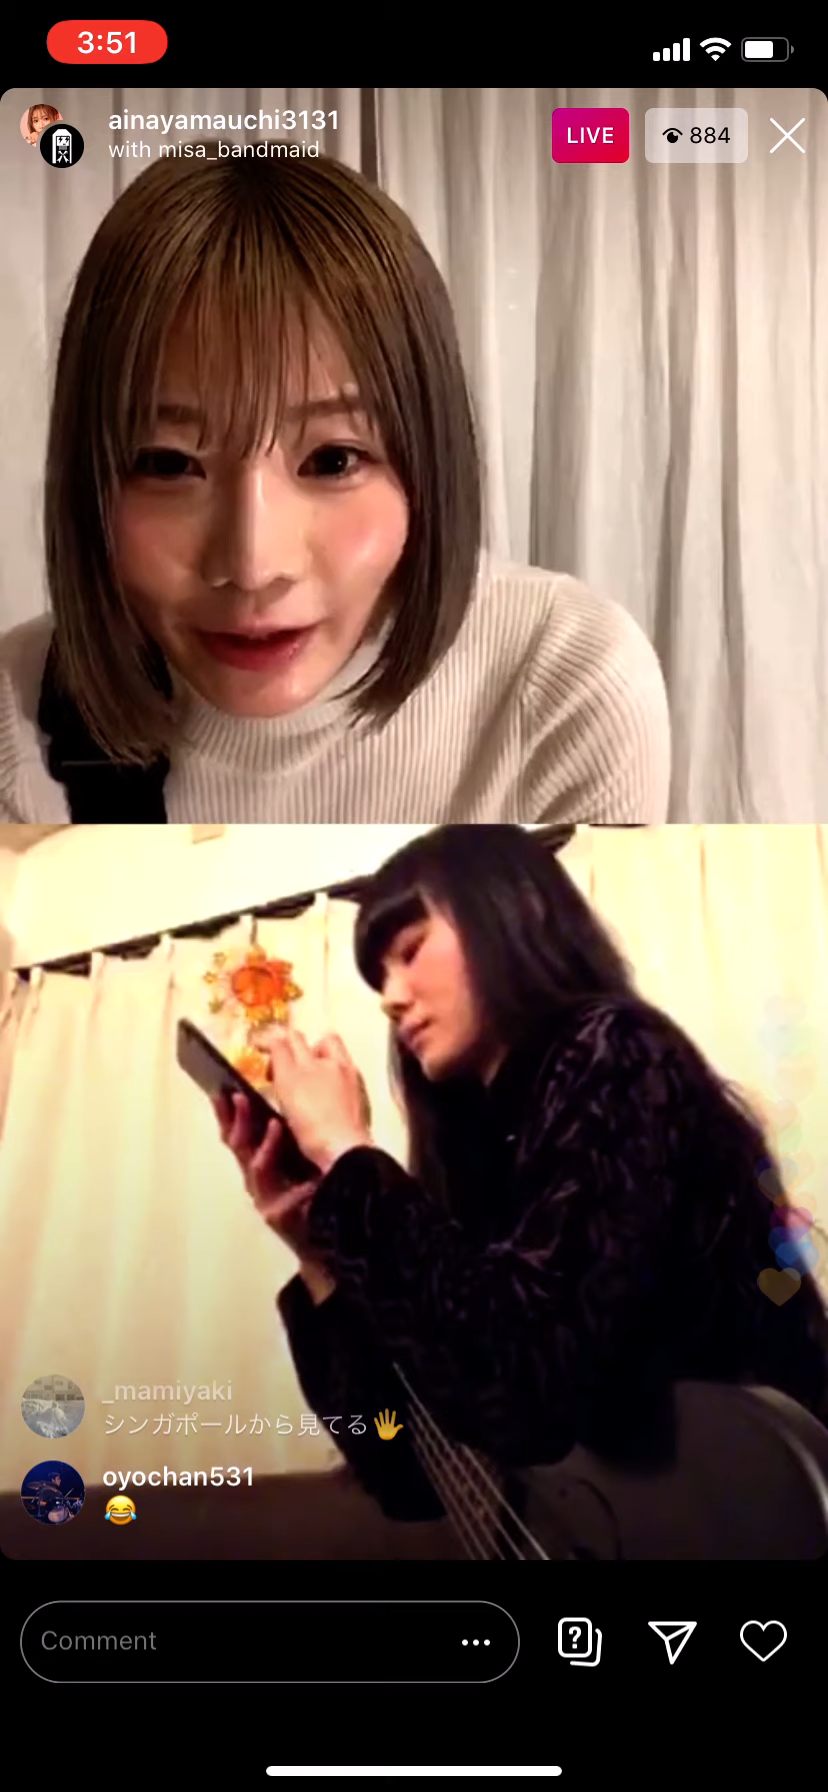 3:51
ainayamauchi3131
with misa_bandmaid
LIVE
884
_mamiyaki
シンガポールから見てる🖐
oyochan531
😂
Comment